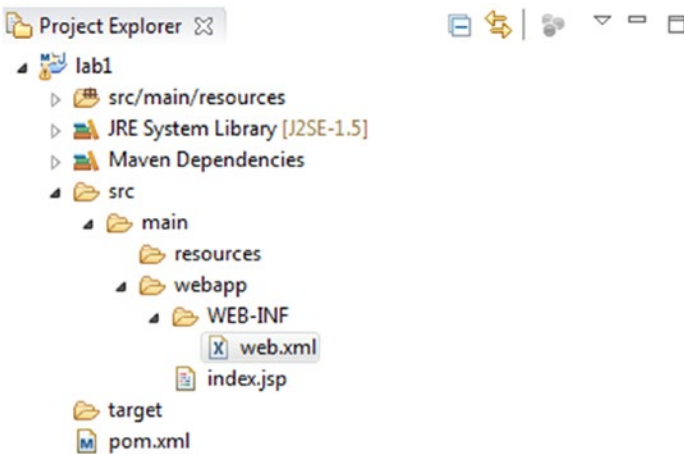 Project Explorer
lab1
src/main/resources
JRE System Library [J2SE-1.5]
Maven Dependencies
src
main
resources
webapp
WEB-INF
web.xml
index.jsp
target
pom.xml